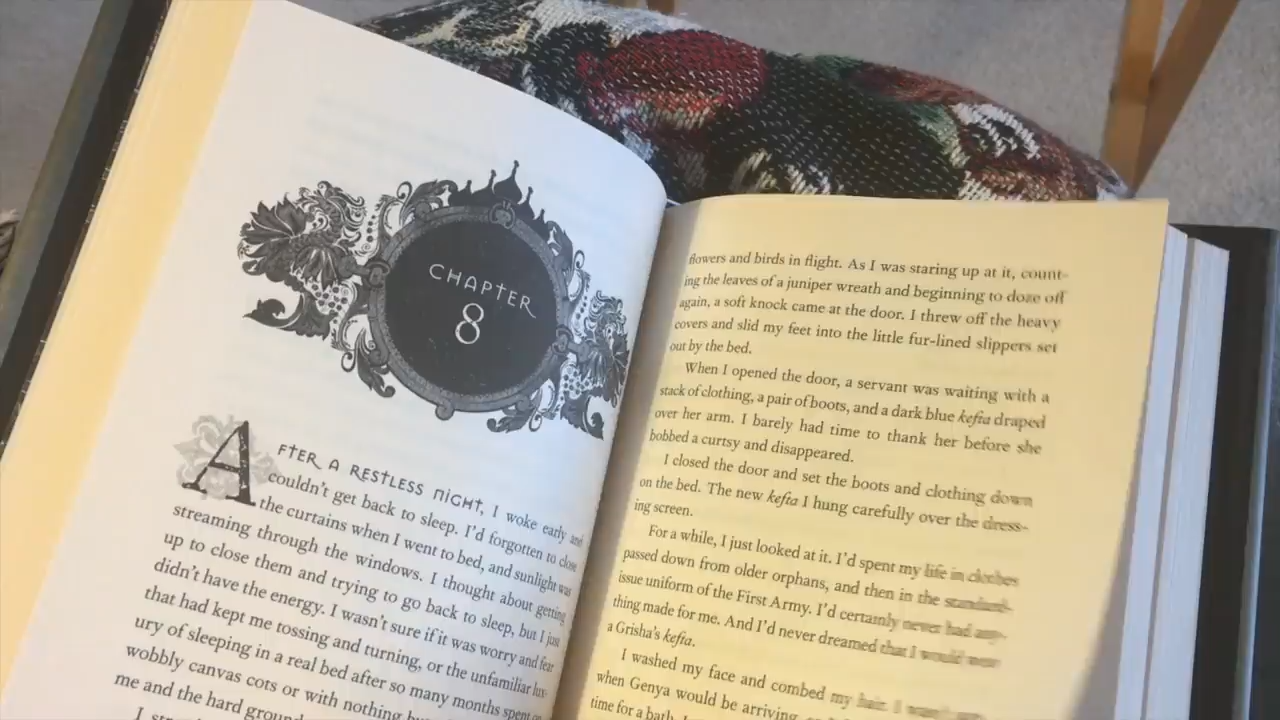 CHAPTER
8
AFTER A RESTLESS NIGHT, I woke early and
couldn't get back to sleep. I'd forgotten to close
the curtains when I went to bed, and sunlight was
streaming through the windows. I thought about getting
up to close them and trying to go back to sleep, but I just
didn't have the energy. I wasn't sure if it was worry and fear
that had kept me tossing and turning, or the unfamiliar lux-
ury of sleeping in a real bed after so many months spent on
wobbly canvas cots or with nothing
me and the hard
I
flowers and birds in flight. As I was staring up at it, count-
ing the leaves of a juniper wreath and beginning to doze off
again, a soft knock came at the door. I threw off the heavy
covers and slid my feet into the little fur-lined slippers set
out by the bed.
When I opened the door, a servant was waiting with a
stack of clothing, a pair of boots, and a dark blue kefta draped
over her arm. I barely had time to thank her before she
bobbed a curtsy and disappeared.
I closed the door and set the boots and clothing down
on the bed. The new kefta I hung carefully over the dress-
ing screen.
For a while, I just looked at it. I'd spent my life in clothes
passed down from older orphans, and then in the standard-
issue uniform of the First Army. I'd certainly never had any-
thing made for me. And I'd never dreamed that I would wear
a Grisha's kefta.
I washed my face and combed my hair. I wasn't
when Genya would be arriving,
time for a bath.